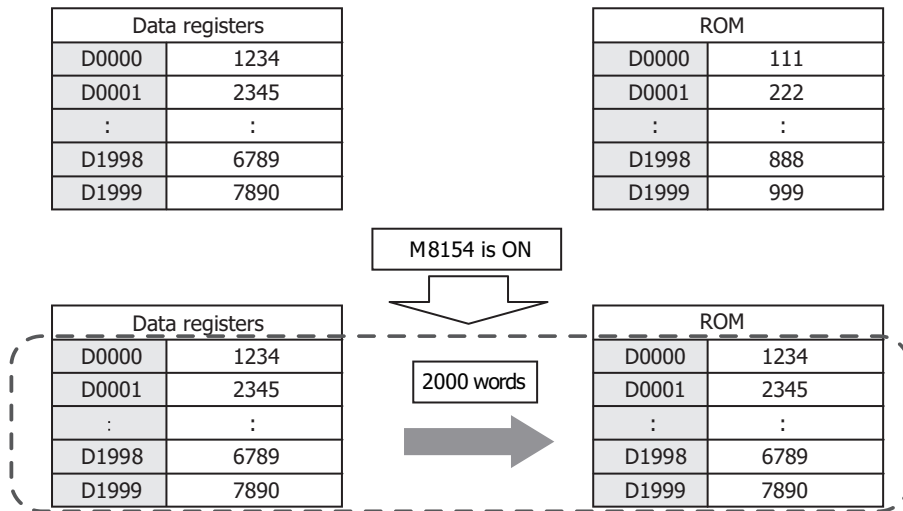 Data registers ROM
D0000 1234 D0000 111
D0001 2345 D0001 222
: : : :
D1998 6789 D1998 888
D1999 7890 D1999 999
M8154 is ON
Data registers ROM
D0000 1234 D0000 1234
D0001 2345 2000 words D0001 2345
: : : :
D1998 6789 D1998 6789
D1999 7890 D1999 7890